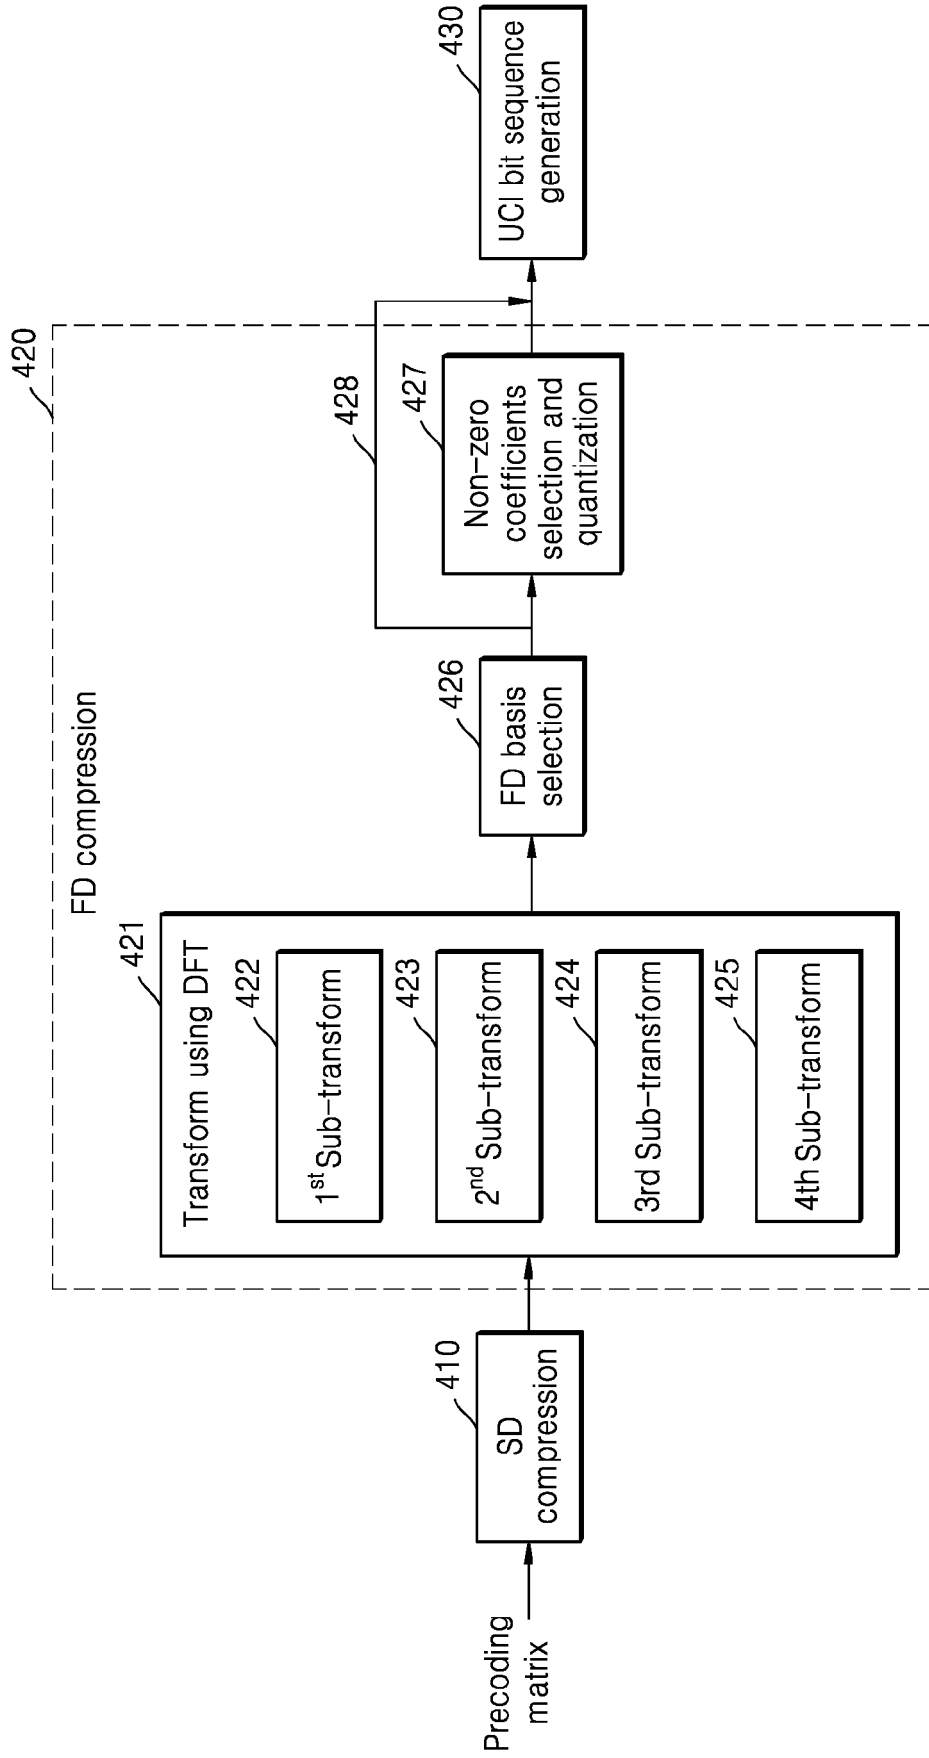 Precoding
matrix
410
SD
compression
420
FD compression
421
Transform using DFT
422
1st Sub-transform
423
2nd Sub-transform
424
3rd Sub-transform
425
4th Sub-transform
426
FD basis
selection
428
427
Non-zero
coefficients
selection and
quantization
430
UCI bit sequence
generation